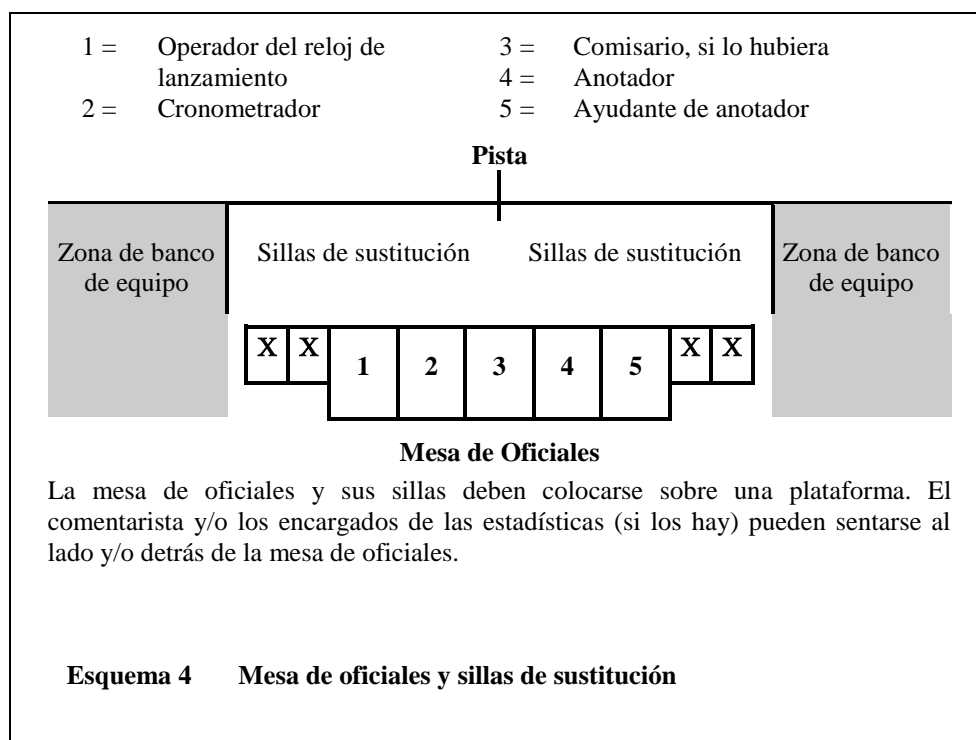 1 = Operador del reloj de lanzamiento
2 = Cronometrador
3 = Comisario, si lo hubiera
4 = Anotador
5 = Ayudante de anotador
Pista
Zona de banco
de equipo
Sillas de sustitución
Sillas de sustitución
Zona de banco
de equipo
X X 1 2 3 4 5 X X
Mesa de Oficiales
La mesa de oficiales y sus sillas deben colocarse sobre una plataforma. El
comentarista y/o los encargados de las estadísticas (si los hay) pueden sentarse al
lado y/o detrás de la mesa de oficiales.
Esquema 4 Mesa de oficiales y sillas de sustitución